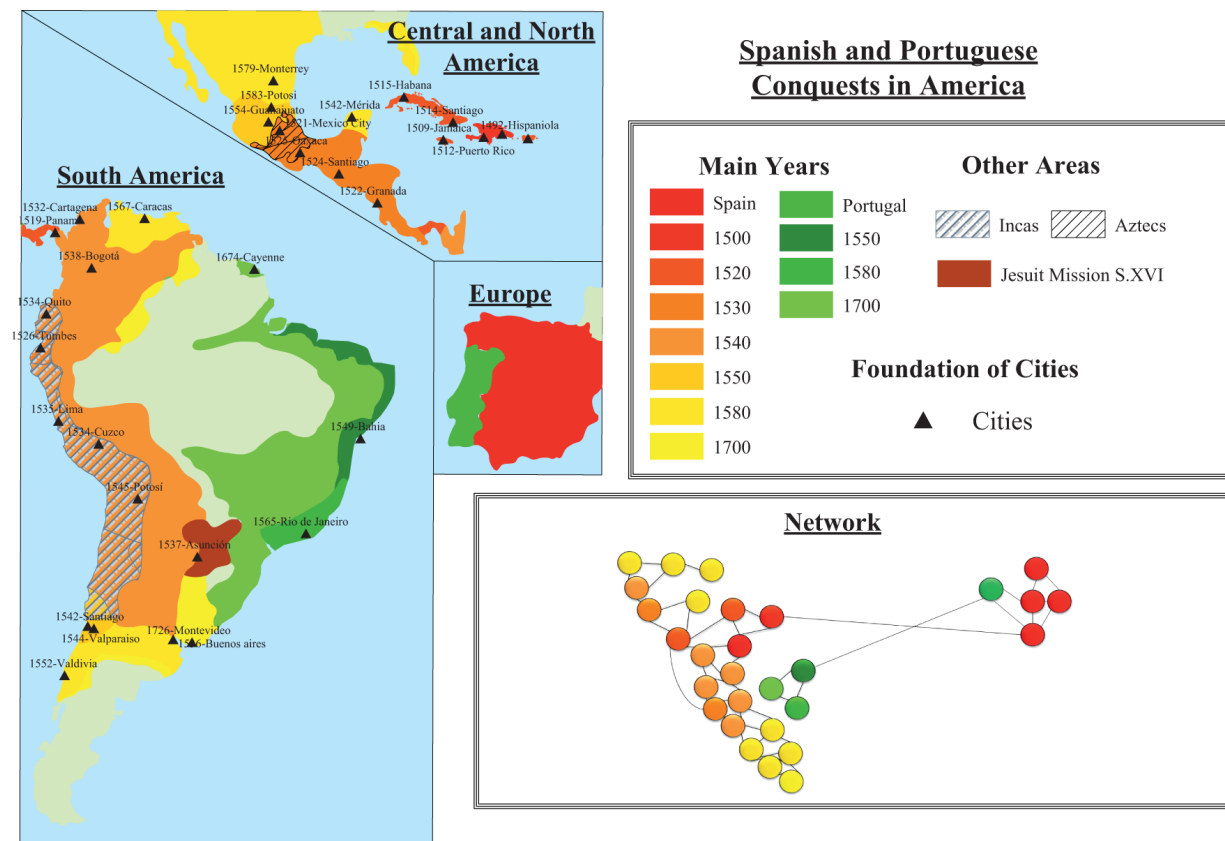 Central and North
America
1579-Monterrey
1583-Potosi
1554-Guanajuato
1542-Mérida
1515-Habana
1514-Santiago
1509-Jamaica
1492-Hispaniola
1512-Puerto Rico
1521-Mexico City
1525-Oaxaca
1524-Santiago
1522-Granada
South America
1532-Cartagena
1567-Caracas
1519-Panama
1538-Bogotá
1674-Cayenne
1534-Quito
1526-Tumbes
1535-Lima
1534-Cuzco
1549-Bahia
1545-Potosí
1565-Rio de Janeiro
1537-Asunción
1542-Santiago
1544-Valparaiso
1726-Montevideo
Buenos aires
1552-Valdivia
Europe
Spanish and Portuguese
Conquests in America
Main Years
Spain
1500
1520
1530
1540
1550
1580
1700
Portugal
1550
1580
1700
Other Areas
Incas
Aztecs
Jesuit Mission S.XVI
Foundation of Cities
Cities
Network